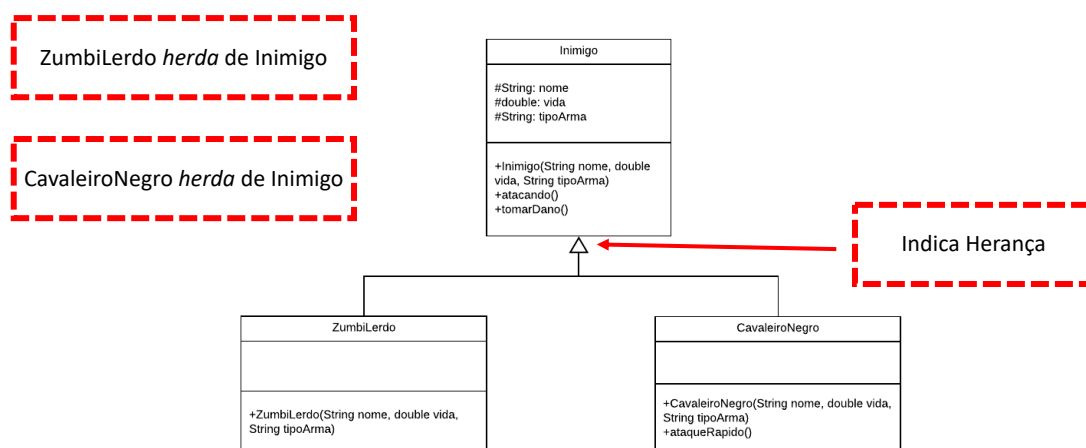 ZumbiLerdo herda de Inimigo
CavaleiroNegro herda de Inimigo
Inimigo
#String: nome
#double: vida
#String: tipoArma
+Inimigo(String nome, double
vida, String tipoArma)
+atacando()
+tomarDano()
Indica Herança
ZumbiLerdo
+ZumbiLerdo(String nome, double vida,
String tipoArma)
CavaleiroNegro
+CavaleiroNegro(String nome, double vida,
String tipoArma)
+ataqueRapido()